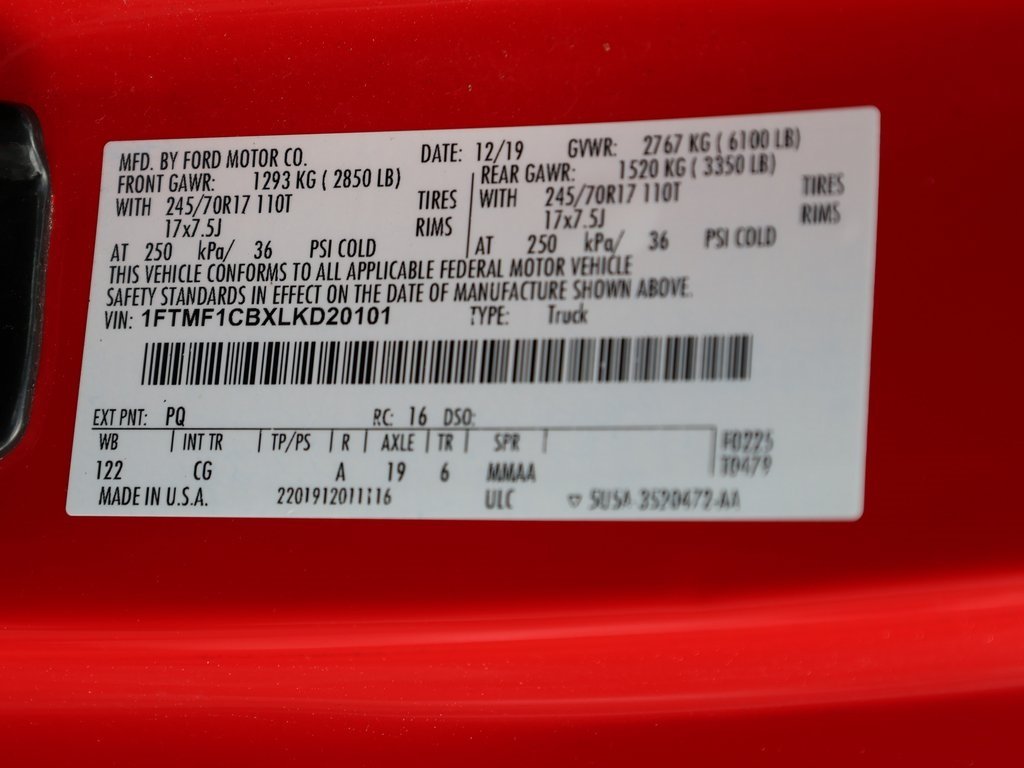 MFD. BY FORD MOTOR CO. DATE: 12/19 GVWR: 2767 KG ( 6100 LB)
FRONT GAWR: 1293 KG ( 2850 LB) REAR GAWR: 1520 KG ( 3350 LB)
WITH 245/70R17 110T TIRES WITH 245/70R17 110T TIRES
17x7.5J RIMS 17x7.5J RIMS
AT 250 kPa/ 36 PSI COLD AT 250 kPa/ 36 PSI COLD
THIS VEHICLE CONFORMS TO ALL APPLICABLE FEDERAL MOTOR VEHICLE
SAFETY STANDARDS IN EFFECT ON THE DATE OF MANUFACTURE SHOWN ABOVE.
VIN: 1FTMF1CBXLKD20101 TYPE: Truck
EXT PNT: PQ RC: 16 DSO:
WB INT TR TP/PS R AXLE TR SPR F0225
122 CG A 19 6 MMAA T0479
MADE IN U.S.A. 2201912011116 ULC 5U5A-3520472-AA